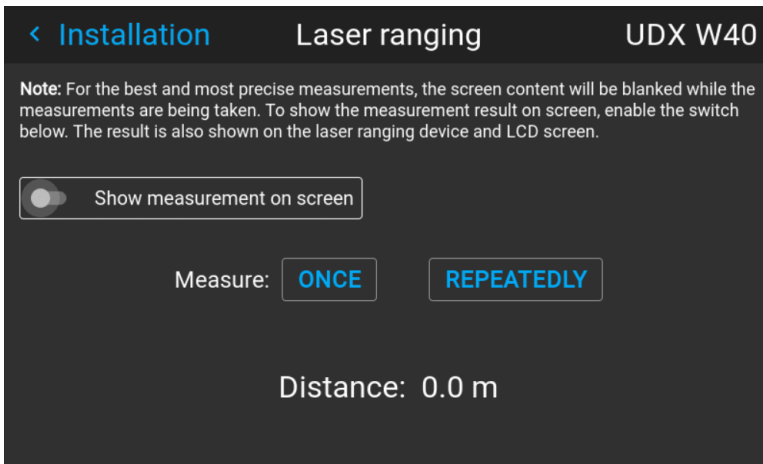 Installation Laser ranging UDX W40
Note: For the best and most precise measurements, the screen content will be blanked while the
measurements are being taken. To show the measurement result on screen, enable the switch
below. The result is also shown on the laser ranging device and LCD screen.
Show measurement on screen
Measure: ONCE REPEATEDLY
Distance: 0.0 m